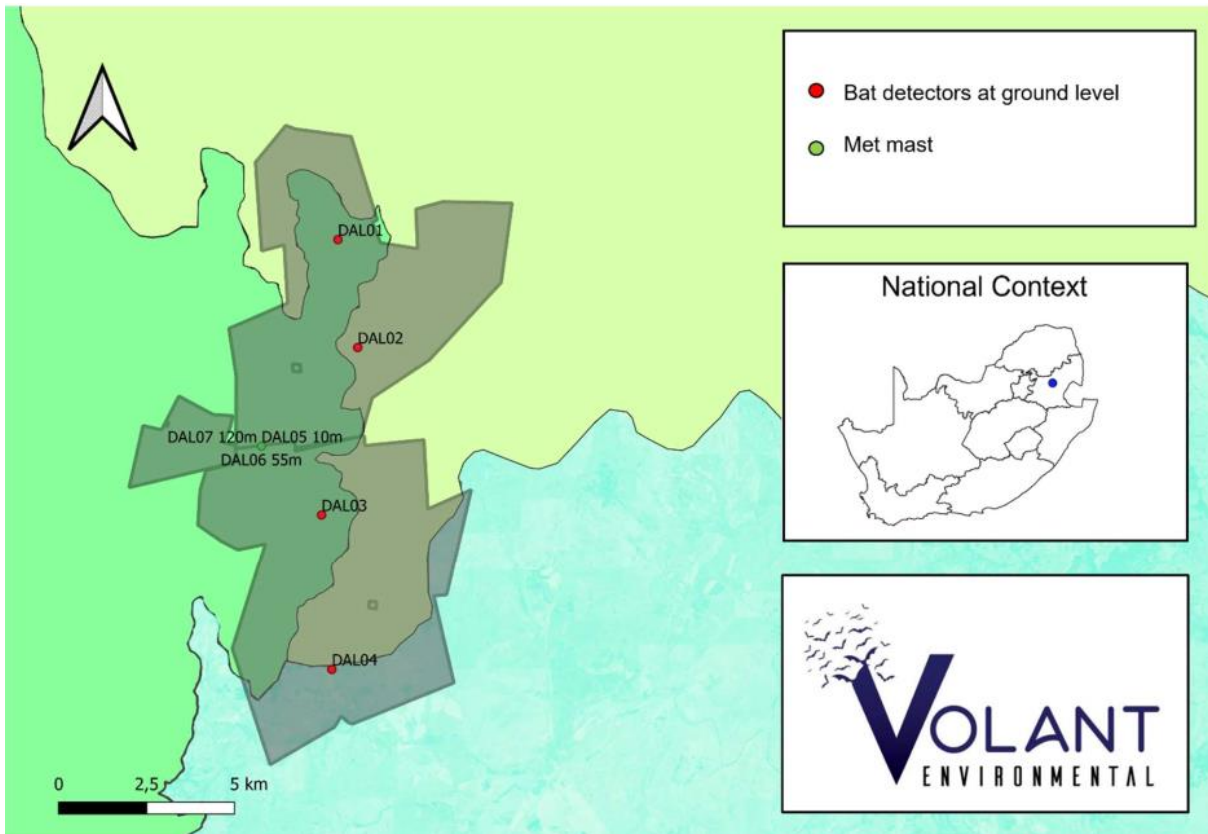 Bat detectors at ground level
Met mast
DAL01
DAL02
DAL07 120m DAL05 10m
DAL06 55m
DAL03
DAL04
0 2,5 5 km
National Context
VOLANT
ENVIRONMENTAL